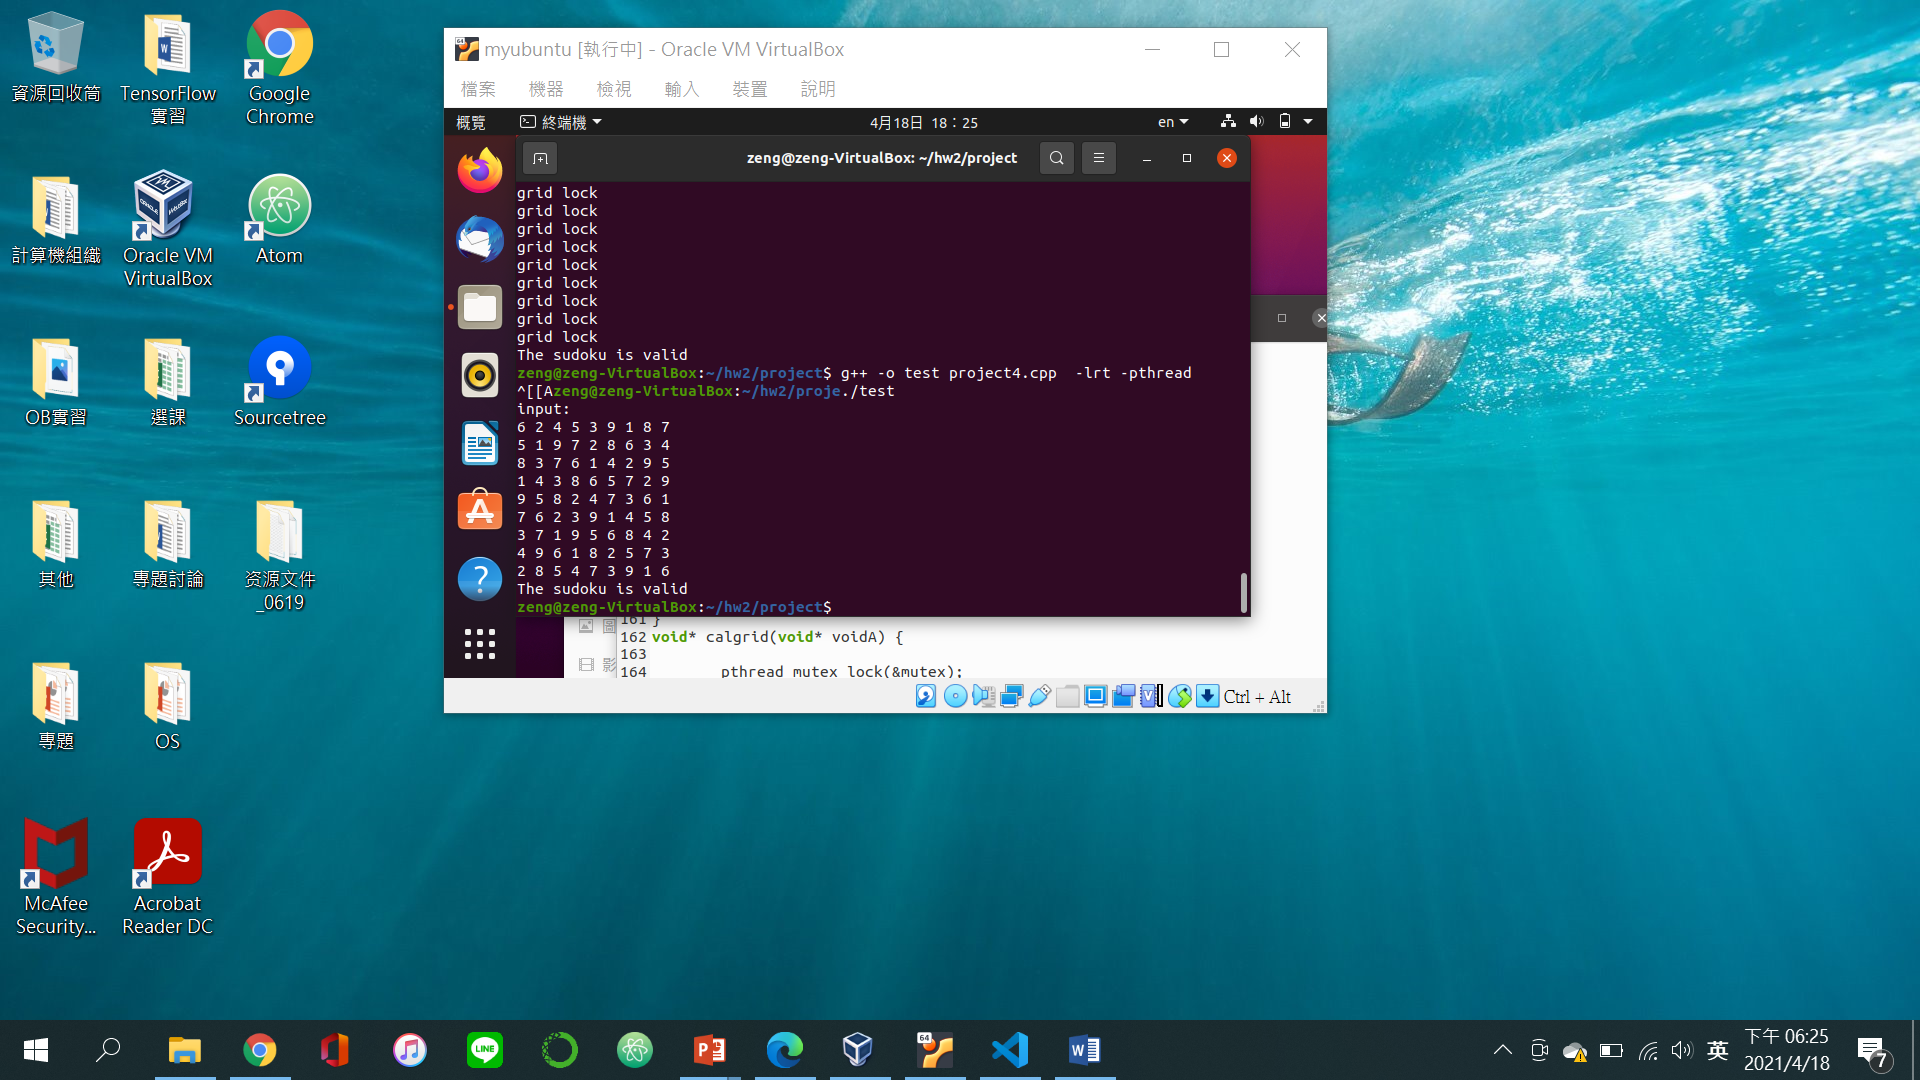 資源回收筒
TensorFlow
實習
Google
Chrome
計算機組織
Oracle VM
VirtualBox
Atom
OB實習
選課
Sourcetree
其他
專題討論
资源文件
_0619
專題
OS
McAfee
Security...
Acrobat
Reader DC
myubuntu [執行中] - Oracle VM VirtualBox
檔案 機器 檢視 輸入 裝置 說明
概覽 終端機 4月18日 18：25 en
zeng@zeng-VirtualBox: ~/hw2/project
grid lock
grid lock
grid lock
grid lock
grid lock
grid lock
grid lock
grid lock
grid lock
The sudoku is valid
zeng@zeng-VirtualBox:~/hw2/project$ g++ -o test project4.cpp  -lrt -pthread
^[[Azeng@zeng-VirtualBox:~/hw2/proje./test
input:
6 2 4 5 3 9 1 8 7
5 1 9 7 2 8 6 3 4
8 3 7 6 1 4 2 9 5
1 4 3 8 6 5 7 2 9
9 5 8 2 4 7 3 6 1
7 6 2 3 9 1 4 5 8
3 7 1 9 5 6 8 4 2
4 9 6 1 8 2 5 7 3
2 8 5 4 7 3 9 1 6
The sudoku is valid
zeng@zeng-VirtualBox:~/hw2/project$
161 }
162 void* calgrid(void* voidA) {
163
164 pthread_mutex_lock(&mutex);
Ctrl + Alt
LINE
64
英
下午 06:25
2021/4/18
7